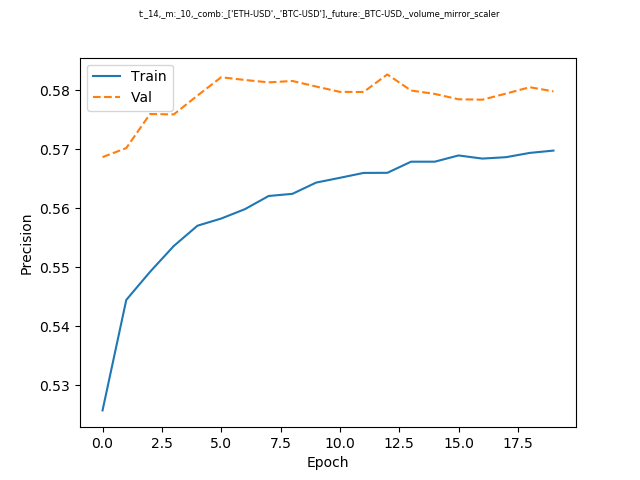 t:_14,_m:_10,_comb:_['ETH-USD',_'BTC-USD'],_future:_BTC-USD,_volume_mirror_scaler
Train
Val
0.58
0.57
0.56
0.55
0.54
0.53
Precision
0.0 2.5 5.0 7.5 10.0 12.5 15.0 17.5
Epoch